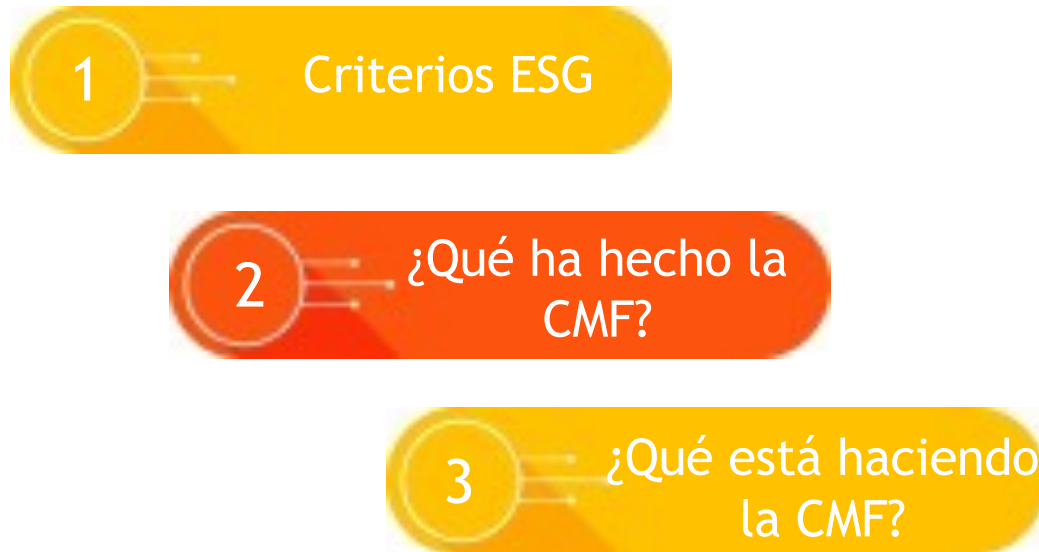 1
Criterios ESG
2
¿Qué ha hecho la
CMF?
3
¿Qué está haciendo
la CMF?